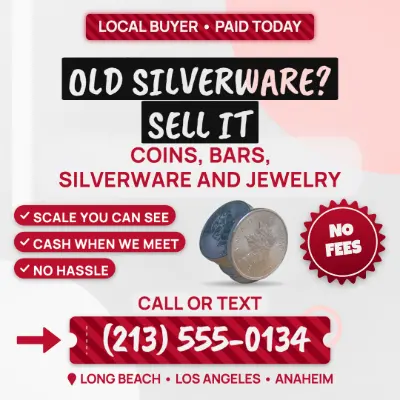 LOCAL BUYER • PAID TODAY
OLD SILVERWARE?
SELL IT
COINS, BARS,
SILVERWARE AND JEWELRY
SCALE YOU CAN SEE
CASH WHEN WE MEET
NO HASSLE
NO
FEES
CALL OR TEXT
(213) 555-0134
LONG BEACH • LOS ANGELES • ANAHEIM